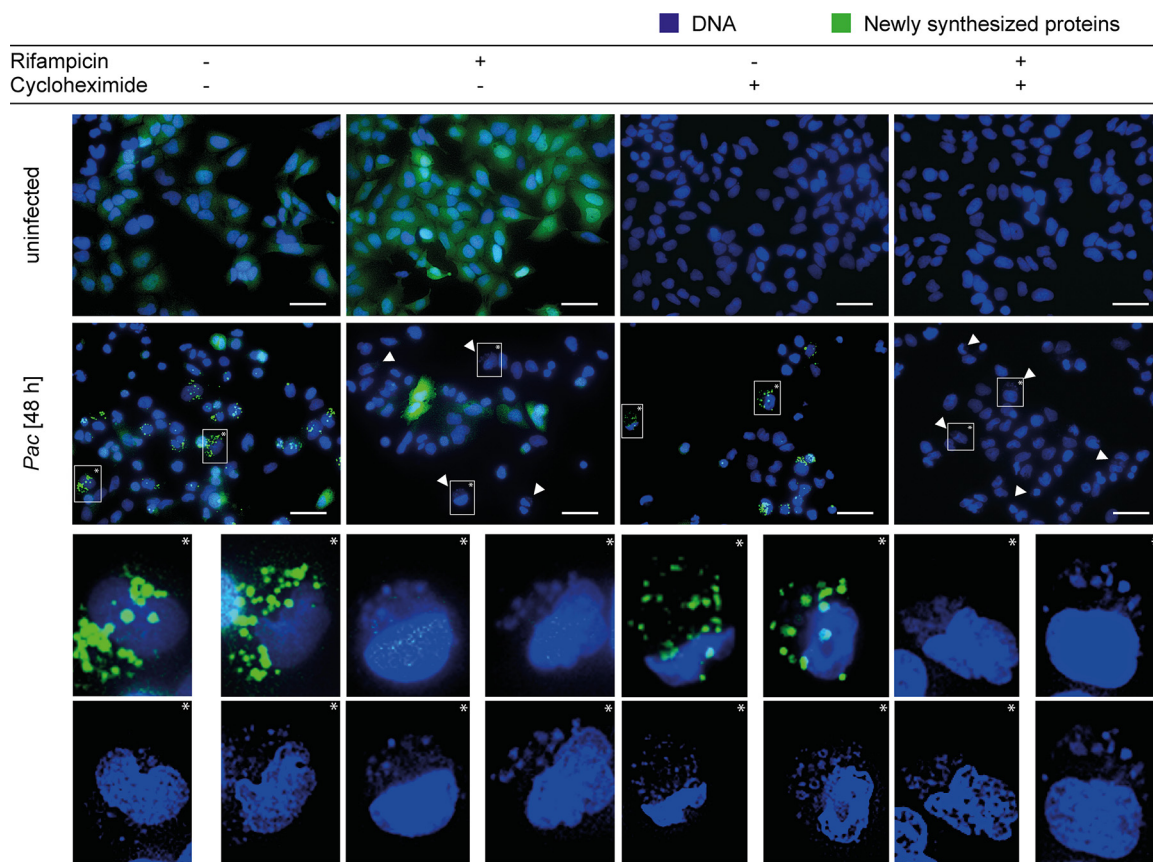 DNA Newly synthesized proteins
Rifampicin - + - +
Cycloheximide - - + +
uninfected
Pac [48 h]
* * * *
* *
* *
* * * * * * *
* * * * * * * *